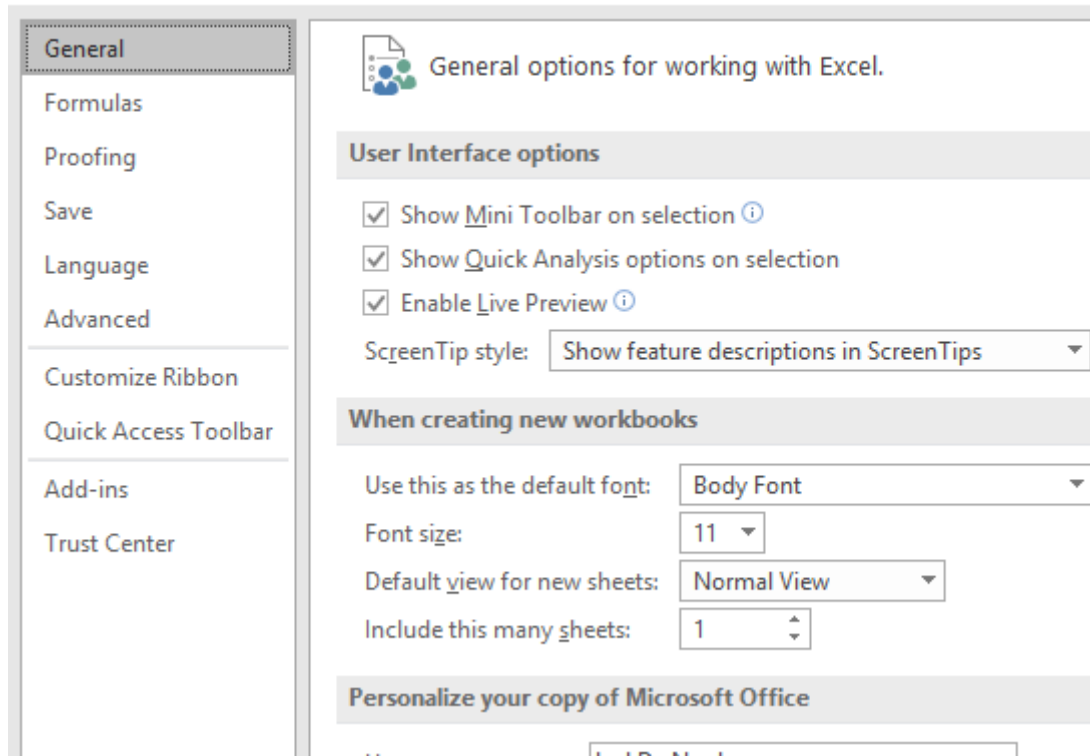 General
Formulas
Proofing
Save
Language
Advanced
Customize Ribbon
Quick Access Toolbar
Add-ins
Trust Center
General options for working with Excel.
User Interface options
Show Mini Toolbar on selection
Show Quick Analysis options on selection
Enable Live Preview
ScreenTip style: Show feature descriptions in ScreenTips
When creating new workbooks
Use this as the default font: Body Font
Font size: 11
Default view for new sheets: Normal View
Include this many sheets: 1
Personalize your copy of Microsoft Office